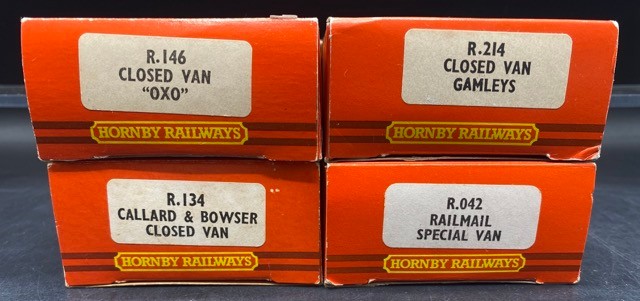 R.146
CLOSED VAN
"OXO"
HORNBY RAILWAYS
R.214
CLOSED VAN
GAMLEYS
HORNBY RAILWAYS
R.134
CALLARD & BOWSER
CLOSED VAN
HORNBY RAILWAYS
R.042
RAILMAIL
SPECIAL VAN
HORNBY RAILWAYS